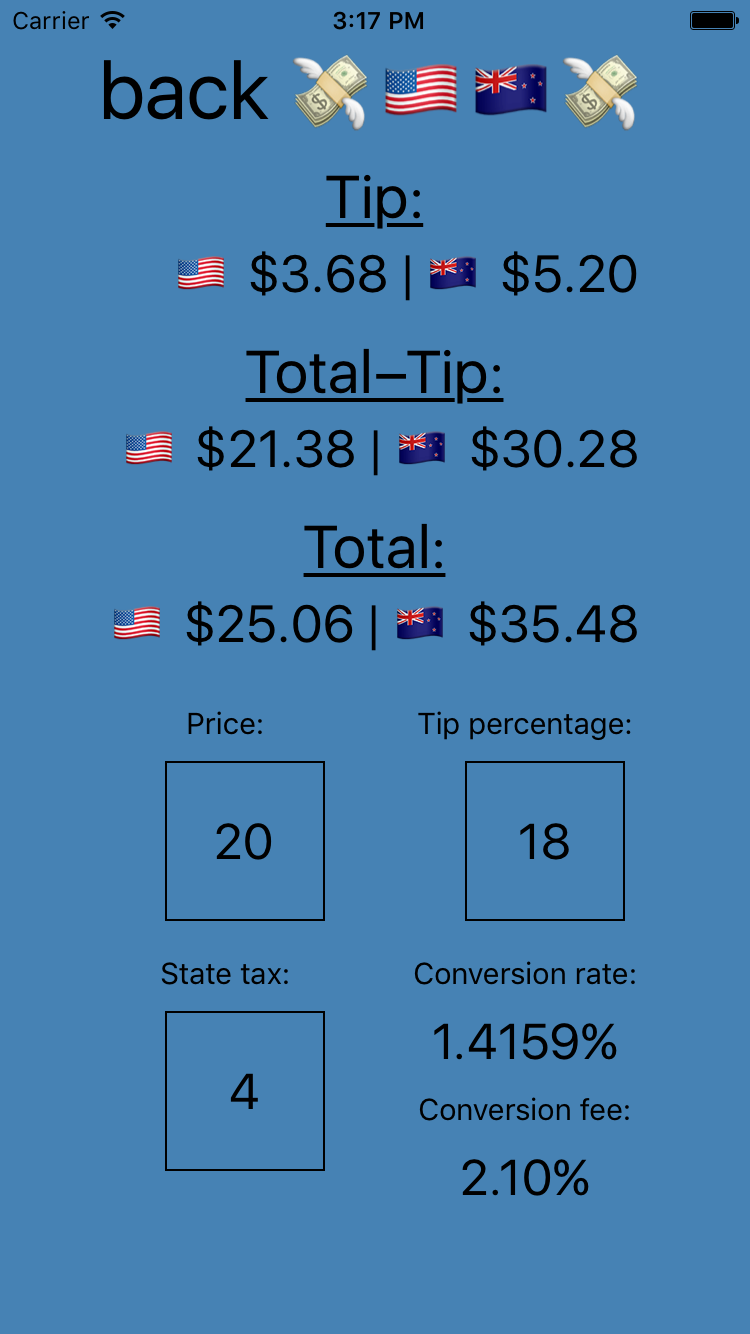 Carrier 3:17 PM
back 💸🇺🇸🇳🇿💸
Tip:
🇺🇸 $3.68 | 🇳🇿 $5.20
Total–Tip:
🇺🇸 $21.38 | 🇳🇿 $30.28
Total:
🇺🇸 $25.06 | 🇳🇿 $35.48
Price: Tip percentage:
20 18
State tax: Conversion rate:
1.4159%
4
Conversion fee:
2.10%